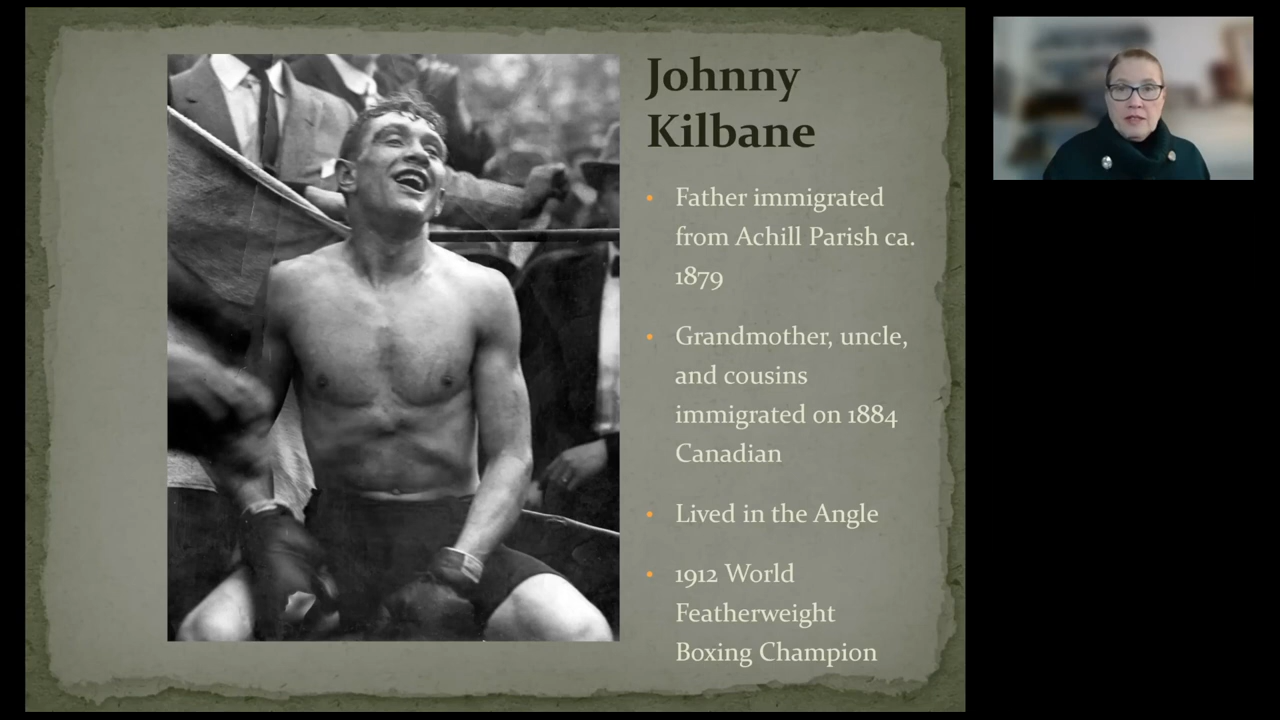 Johnny
Kilbane
• Father immigrated
from Achill Parish ca.
1879
• Grandmother, uncle,
and cousins
immigrated on 1884
Canadian
• Lived in the Angle
• 1912 World
Featherweight
Boxing Champion